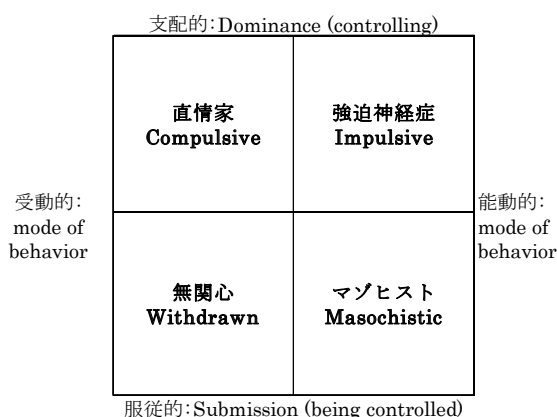 支配的：Dominance (controlling)
直情家
Compulsive
強迫神経症
Impulsive
受動的：
mode of
behavior
能動的：
mode of
behavior
無関心
Withdrawn
マゾヒスト
Masochistic
服従的：Submission (being controlled)